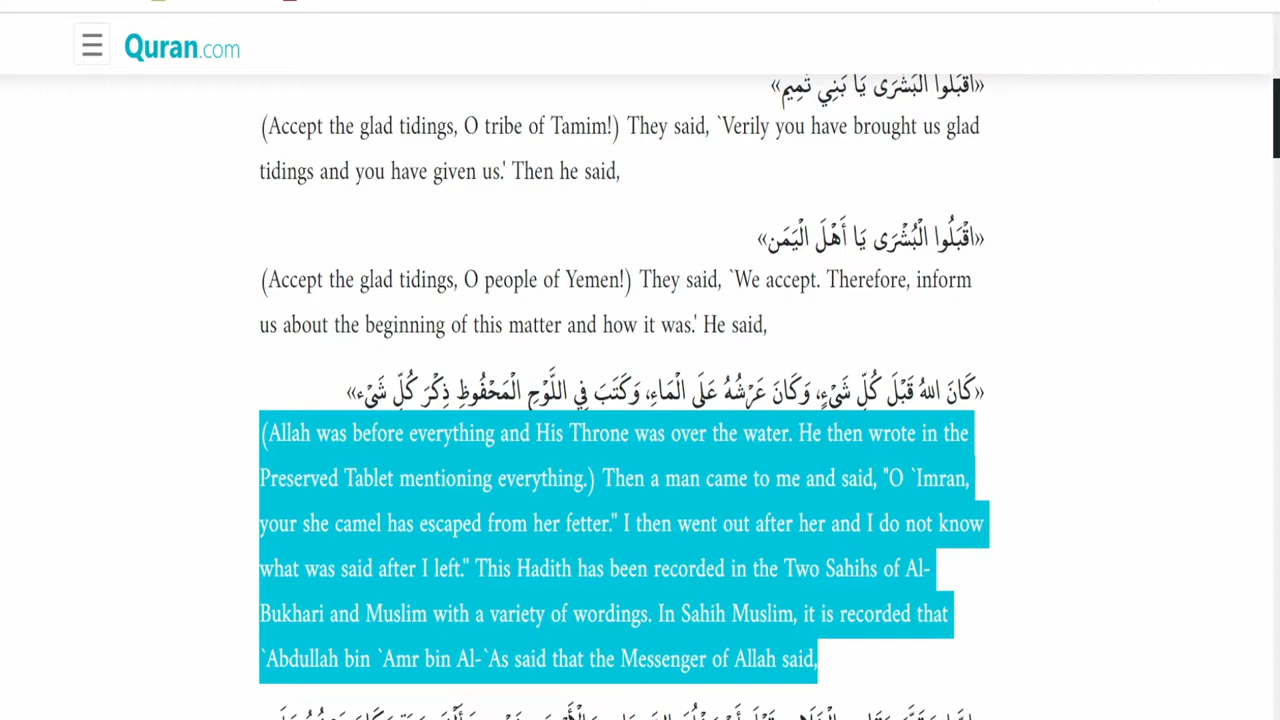 Quran.com
«اقْبَلُوا الْبُشْرَى يَا بَنِي تَمِيمٍ»
(Accept the glad tidings, O tribe of Tamim!) They said, `Verily you have brought us glad
tidings and you have given us.' Then he said,
«اقْبَلُوا الْبُشْرَى يَا أَهْلَ الْيَمَن»
(Accept the glad tidings, O people of Yemen!) They said, `We accept. Therefore, inform
us about the beginning of this matter and how it was.' He said,
«كَانَ اللهُ قَبْلَ كُلِّ شَيْءٍ، وَكَانَ عَرْشُهُ عَلَى الْمَاءِ، وَكَتَبَ فِي اللَّوْحِ الْمَحْفُوظِ ذِكْرَ كُلِّ شَيْء»
(Allah was before everything and His Throne was over the water. He then wrote in the
Preserved Tablet mentioning everything.) Then a man came to me and said, "O `Imran,
your she camel has escaped from her fetter." I then went out after her and I do not know
what was said after I left." This Hadith has been recorded in the Two Sahihs of Al-
Bukhari and Muslim with a variety of wordings. In Sahih Muslim, it is recorded that
`Abdullah bin `Amr bin Al-`As said that the Messenger of Allah said,